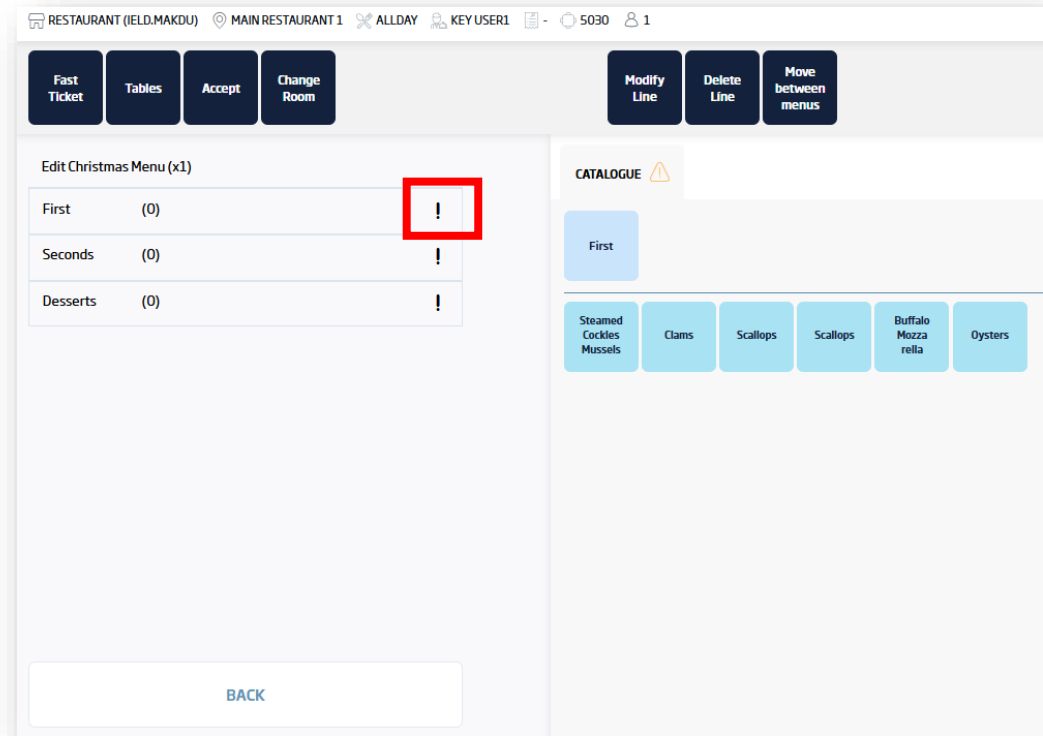 RESTAURANT (IELD.MAKDU) MAIN RESTAURANT 1 ALLDAY KEY USER1 - 5030 1
Fast
Ticket
Tables
Accept
Change
Room
Modify
Line
Delete
Line
Move
between
menus
Edit Christmas Menu (x1)
First (0) !
Seconds (0) !
Desserts (0) !
BACK
CATALOGUE
First
Steamed
Cockles
Mussels
Clams
Scallops
Scallops
Buffalo
Mozza
rella
Oysters